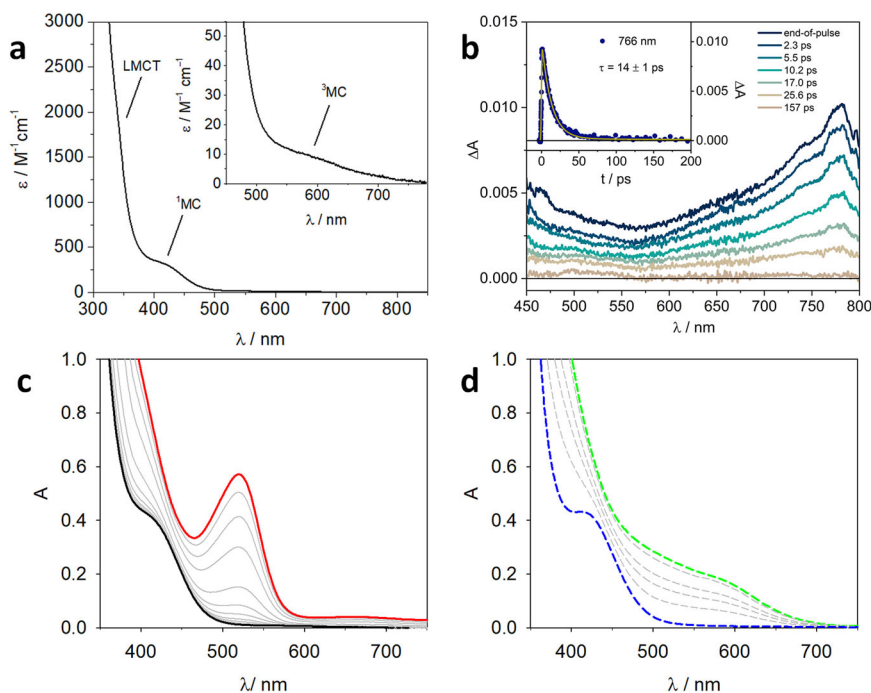 a
3000
2500
2000
1500
1000
500
0
ε / M⁻¹cm⁻¹
LMCT
¹MC
300 400 500 600 700 800
λ / nm
50
40
30
20
10
0
ε / M⁻¹ cm⁻¹
³MC
500 600 700
λ / nm
b
0.015
0.010
0.005
0.000
ΔA
450 500 550 600 650 700 750 800
λ / nm
766 nm
τ = 14 ± 1 ps
0.010
0.005
0.000
ΔA
0 50 100 150 200
t / ps
end-of-pulse
2.3 ps
5.5 ps
10.2 ps
17.0 ps
25.6 ps
157 ps
c
1.0
0.8
0.6
0.4
0.2
0.0
A
400 500 600 700
λ / nm
d
1.0
0.8
0.6
0.4
0.2
0.0
A
400 500 600 700
λ / nm